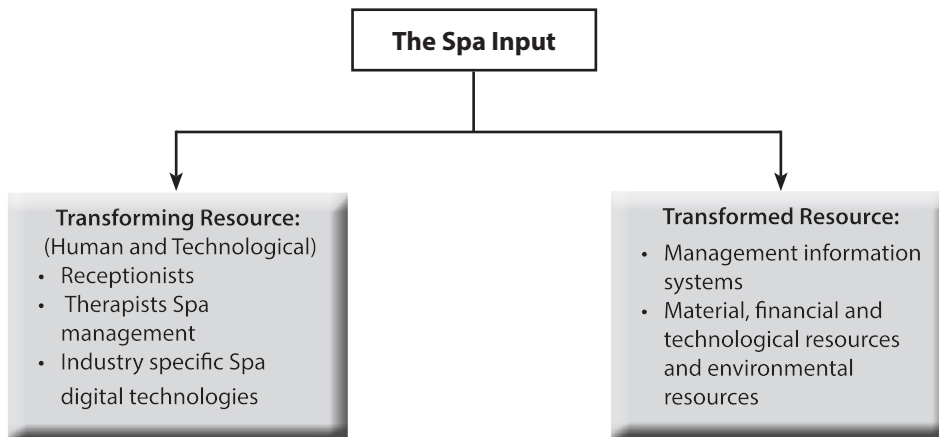 The Spa Input
Transforming Resource:
(Human and Technological)
• Receptionists
• Therapists Spa
management
• Industry specific Spa
digital technologies
Transformed Resource:
• Management information
systems
• Material, financial and
technological resources
and environmental
resources